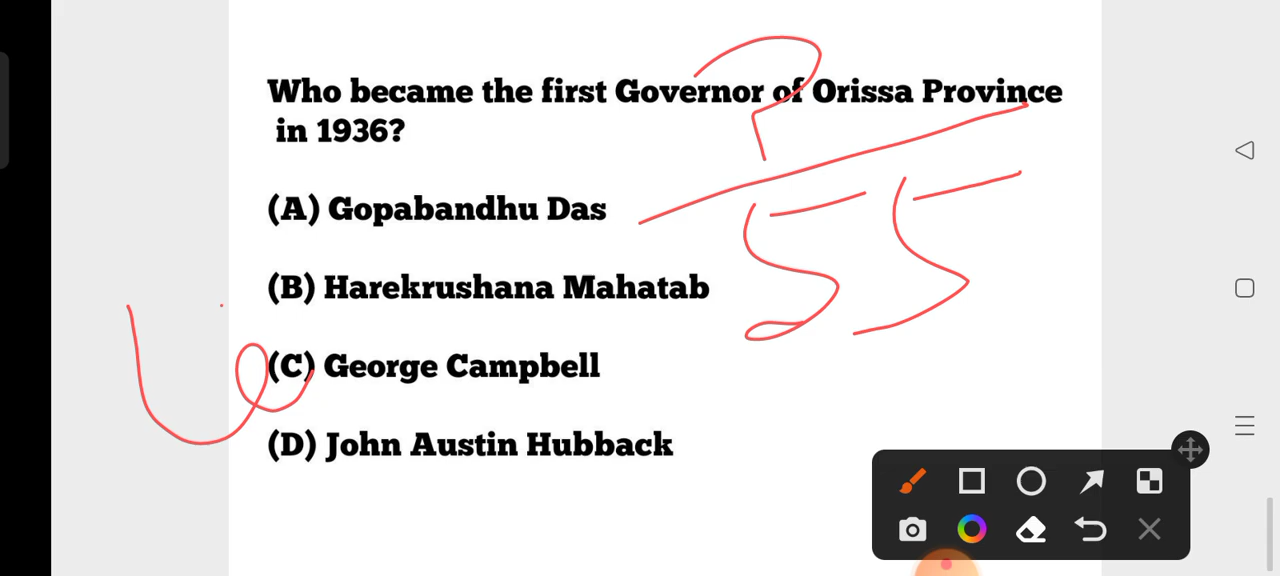 Who became the first Governor of Orissa Province
in 1936?
(A) Gopabandhu Das
(B) Harekrushana Mahatab
(C) George Campbell
(D) John Austin Hubback
?
55